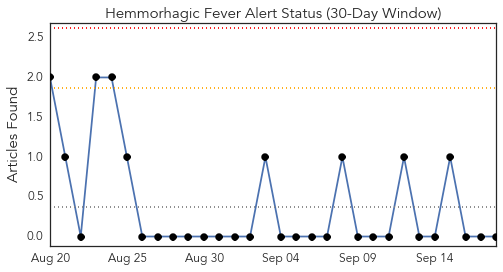 Hemmorhagic Fever Alert Status (30-Day Window)
Articles Found
2.5
2.0
1.5
1.0
0.5
0.0
Aug 20 Aug 25 Aug 30 Sep 04 Sep 09 Sep 14